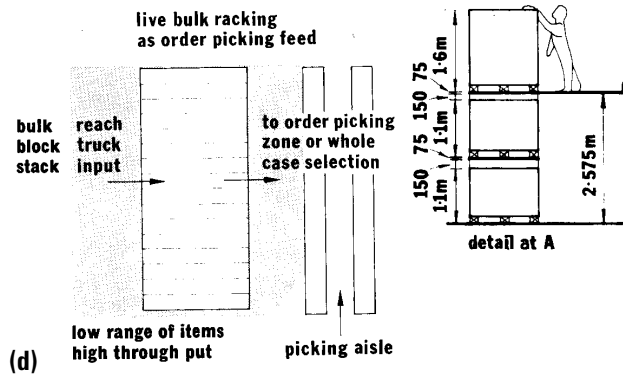 live bulk racking
as order picking feed
bulk reach
block truck
stack input
to order picking
zone or whole
case selection
low range of items
high through put
picking aisle
(d)
1·6m
75
150
1·1m
75
150
1·1m
2·575m
detail at A